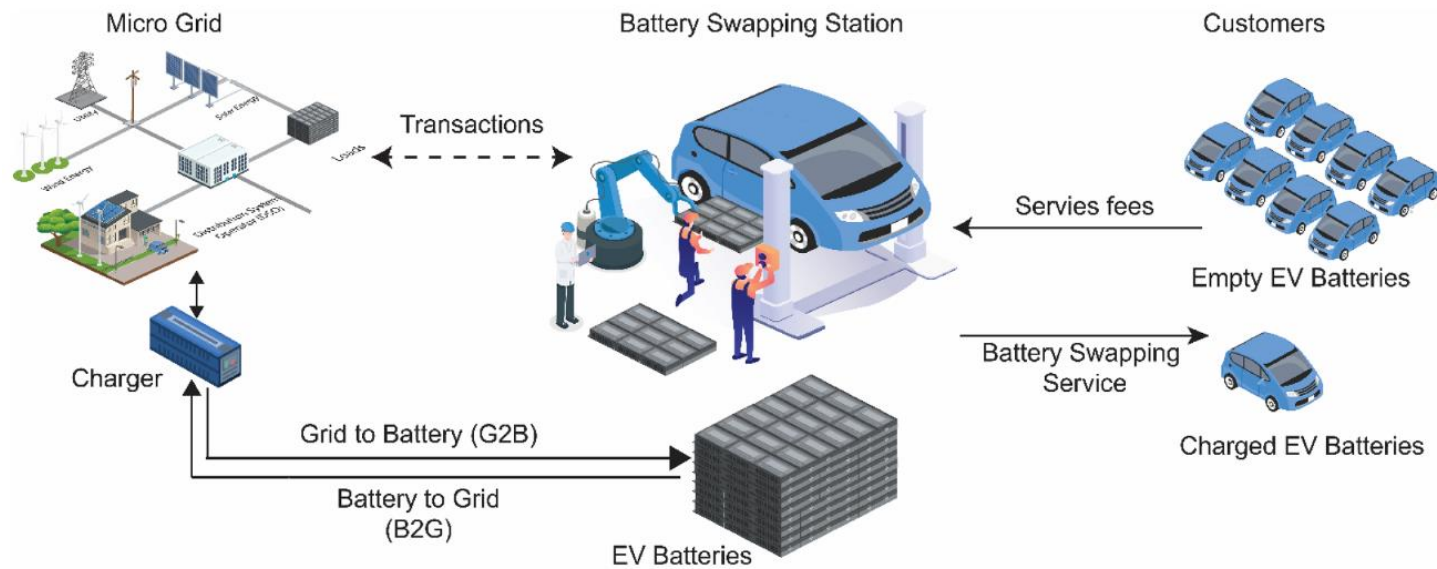 Micro Grid
Battery Swapping Station
Customers
Utility
Solar Energy
Loads
Wind Energy
Distribution System
Operator (DSO)
Transactions
Servies fees
Empty EV Batteries
Battery Swapping
Service
Charged EV Batteries
Charger
Grid to Battery (G2B)
Battery to Grid
(B2G)
EV Batteries